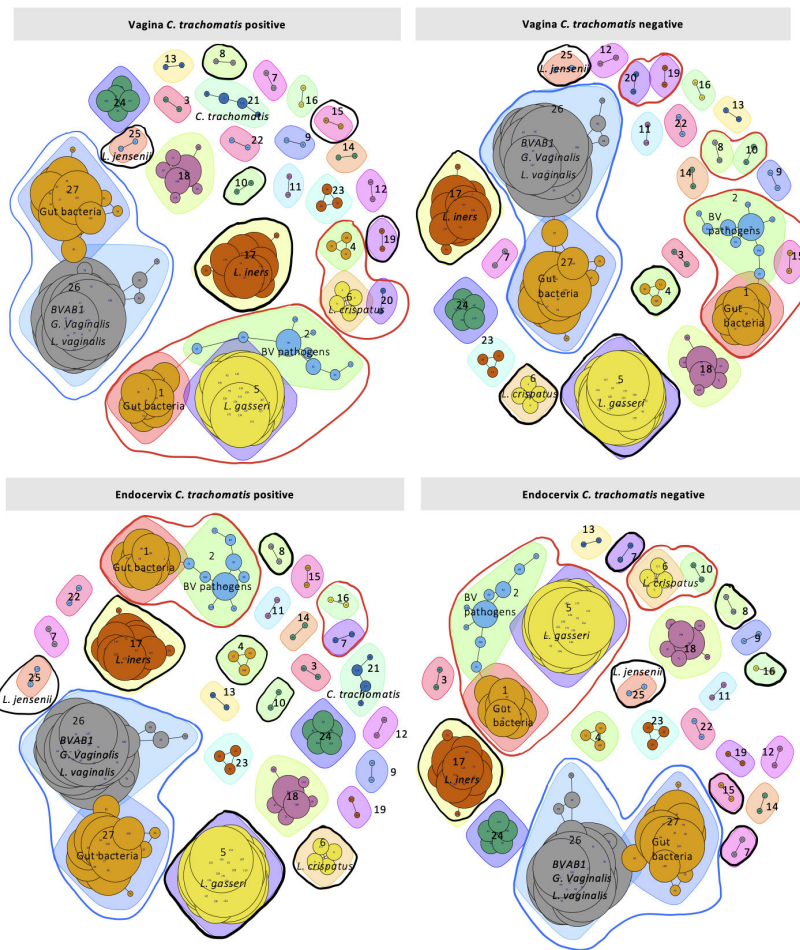 Vagina C. trachomatis positive
Vagina C. trachomatis negative
13
8
7
24
3
21
16
C. trachomatis
15
25
L. jensenii
22
9
14
18
10
11
23
12
27
Gut bacteria
17
L. iners
4
19
26
6
L. crispatus
20
BVAB1
G. Vaginalis
L. vaginalis
2
BV pathogens
1
Gut bacteria
5
L. gasseri
25
L. jensenii
12
20
19
16
26
13
11
22
BVAB1
G. Vaginalis
L. vaginalis
8
10
14
9
17
L. iners
2
BV
pathogens
7
27
Gut
bacteria
3
15
4
1
Gut
bacteria
24
23
18
6
L. crispatus
5
L. gasseri
Endocervix C. trachomatis positive
Endocervix C. trachomatis negative
1
Gut bacteria
2
BV pathogens
8
15
22
16
11
14
7
7
17
L. iners
4
3
21
C. trachomatis
25
L. jensenii
13
10
26
BVAB1
G. Vaginalis
L. vaginalis
24
12
23
9
18
19
27
Gut bacteria
5
L. gasseri
6
L. crispatus
13
7
6
L. crispatus
10
BV
pathogens
2
5
L. gasseri
8
9
18
3
L. jensenii
25
16
11
1
Gut
bacteria
4
23
22
17
L. iners
19
12
15
14
24
26
27
Gut
bacteria
7
BVAB1
G. Vaginalis
L. vaginalis